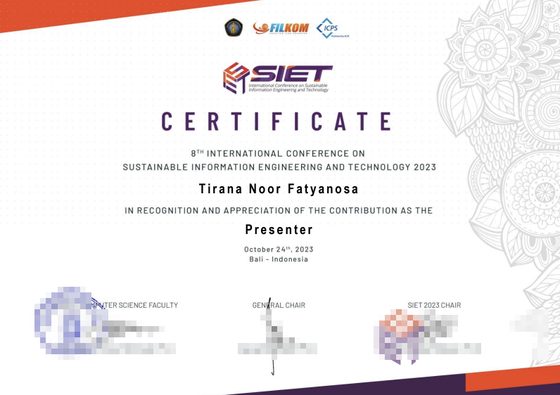 FILKOM
ICPS
SIET
International Conference on Sustainable
Information Engineering and Technology
CERTIFICATE
8TH INTERNATIONAL CONFERENCE ON
SUSTAINABLE INFORMATION ENGINEERING AND TECHNOLOGY 2023
Tirana Noor Fatyanosa
IN RECOGNITION AND APPRECIATION OF THE CONTRIBUTION AS THE
Presenter
October 24th, 2023
Bali - Indonesia
UTER SCIENCE FACULTY
GENERAL CHAIR
SIET 2023 CHAIR